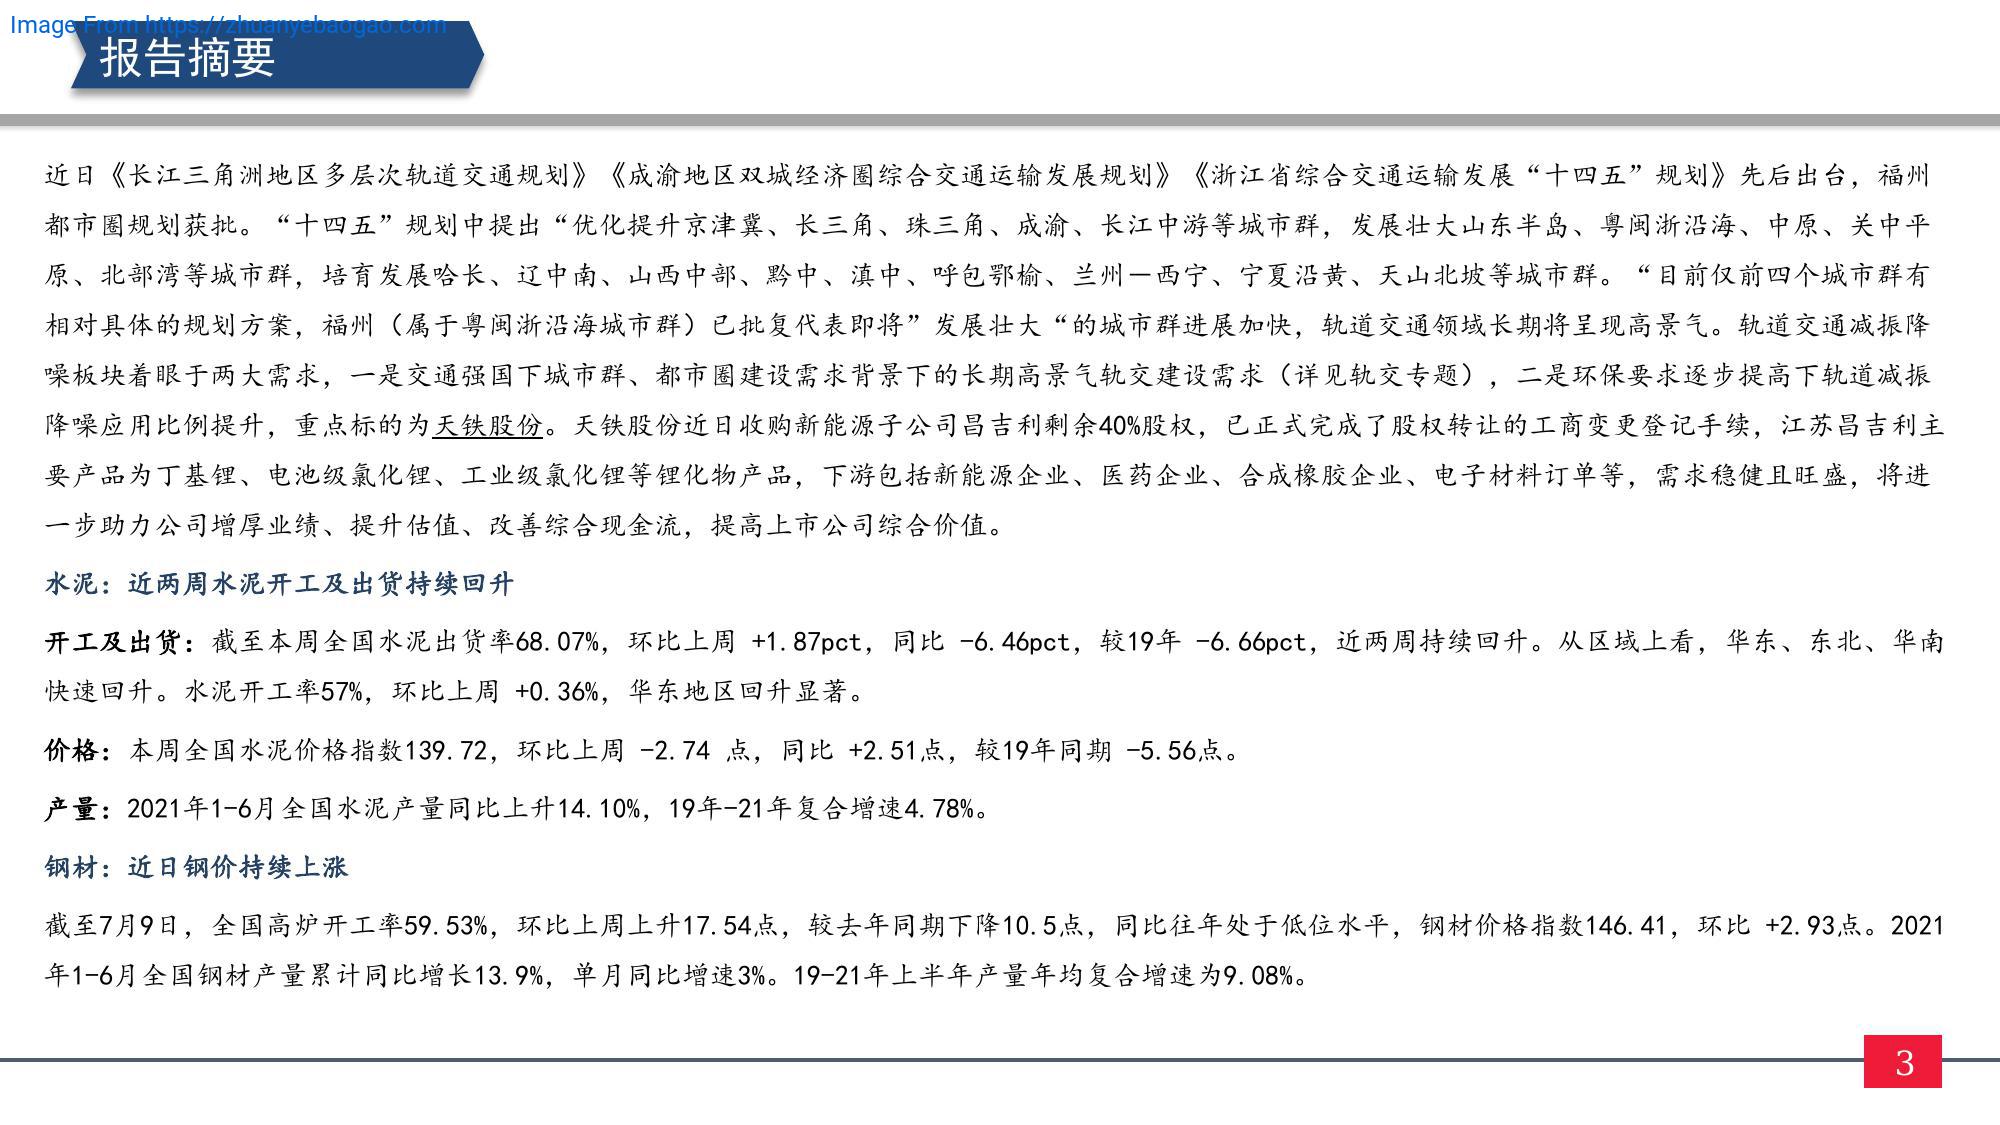 Image From https://zhuanyebaogao.com
报告摘要
近日《长江三角洲地区多层次轨道交通规划》《成渝地区双城经济圈综合交通运输发展规划》《浙江省综合交通运输发展“十四五”规划》先后出台，福州
都市圈规划获批。“十四五”规划中提出“优化提升京津冀、长三角、珠三角、成渝、长江中游等城市群，发展壮大山东半岛、粤闽浙沿海、中原、关中平
原、北部湾等城市群，培育发展哈长、辽中南、山西中部、黔中、滇中、呼包鄂榆、兰州－西宁、宁夏沿黄、天山北坡等城市群。“目前仅前四个城市群有
相对具体的规划方案，福州（属于粤闽浙沿海城市群）已批复代表即将”发展壮大“的城市群进展加快，轨道交通领域长期将呈现高景气。轨道交通减振降
噪板块着眼于两大需求，一是交通强国下城市群、都市圈建设需求背景下的长期高景气轨交建设需求（详见轨交专题），二是环保要求逐步提高下轨道减振
降噪应用比例提升，重点标的为天铁股份。天铁股份近日收购新能源子公司昌吉利剩余40%股权，已正式完成了股权转让的工商变更登记手续，江苏昌吉利主
要产品为丁基锂、电池级氯化锂、工业级氯化锂等锂化物产品，下游包括新能源企业、医药企业、合成橡胶企业、电子材料订单等，需求稳健且旺盛，将进
一步助力公司增厚业绩、提升估值、改善综合现金流，提高上市公司综合价值。
水泥：近两周水泥开工及出货持续回升
开工及出货：截至本周全国水泥出货率68.07%，环比上周 +1.87pct，同比 -6.46pct，较19年 -6.66pct，近两周持续回升。从区域上看，华东、东北、华南
快速回升。水泥开工率57%，环比上周 +0.36%，华东地区回升显著。
价格：本周全国水泥价格指数139.72，环比上周 -2.74 点，同比 +2.51点，较19年同期 -5.56点。
产量：2021年1-6月全国水泥产量同比上升14.10%，19年-21年复合增速4.78%。
钢材：近日钢价持续上涨
截至7月9日，全国高炉开工率59.53%，环比上周上升17.54点，较去年同期下降10.5点，同比往年处于低位水平，钢材价格指数146.41，环比 +2.93点。2021
年1-6月全国钢材产量累计同比增长13.9%，单月同比增速3%。19-21年上半年产量年均复合增速为9.08%。
3